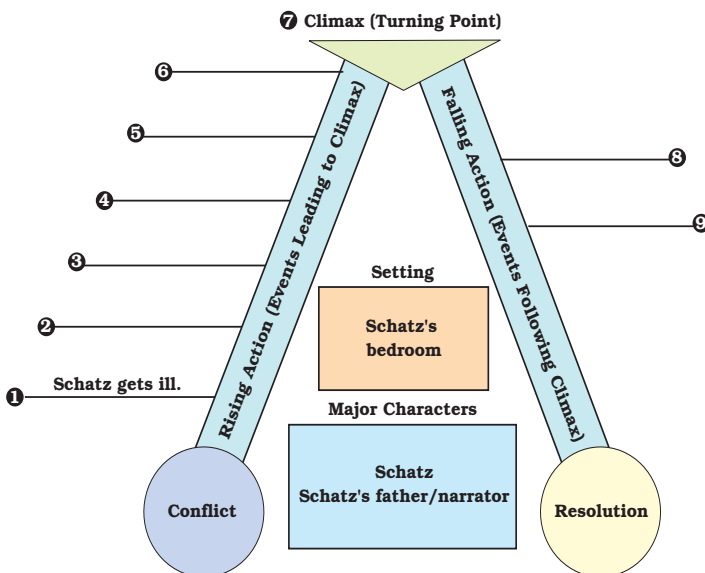 ❼ Climax (Turning Point)
❻
❺
❹
❸
❷
❶ Schatz gets ill.
Rising Action (Events Leading to Climax)
Falling Action (Events Following Climax)
❽
❾
Setting
Schatz's
bedroom
Major Characters
Schatz
Schatz's father/narrator
Conflict
Resolution